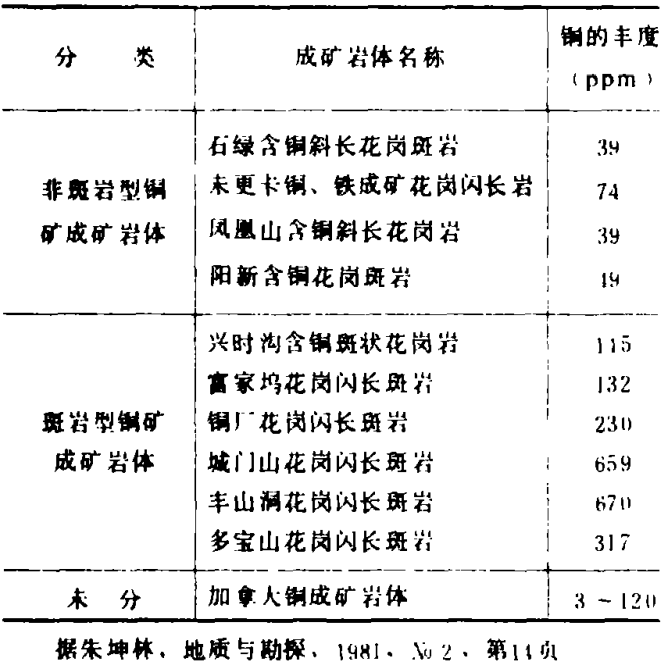 分 类 成矿岩体名称 铜的丰度
(ppm)
石绿含铜斜长花岗斑岩 39
非斑岩型铜 未更卡铜、铁成矿花岗闪长岩 74
矿成矿岩体 凤凰山含铜斜长花岗岩 39
阳新含铜花岗斑岩 49
兴时沟含铜斑状花岗岩 115
富家坞花岗闪长斑岩 132
斑岩型铜矿 铜厂花岗闪长斑岩 230
成矿岩体 城门山花岗闪长斑岩 659
丰山洞花岗闪长斑岩 670
多宝山花岗闪长斑岩 317
未 分 加拿大铜成矿岩体 3~120
据朱坤林、地质与勘探、1981、№2、第14页